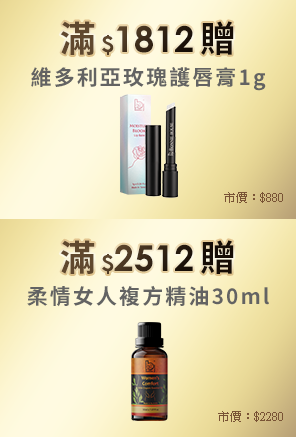 滿$1812贈
維多利亞玫瑰護唇膏1g
市價：$880
滿$2512贈
柔情女人複方精油30ml
Women's
Comfort
市價：$2280